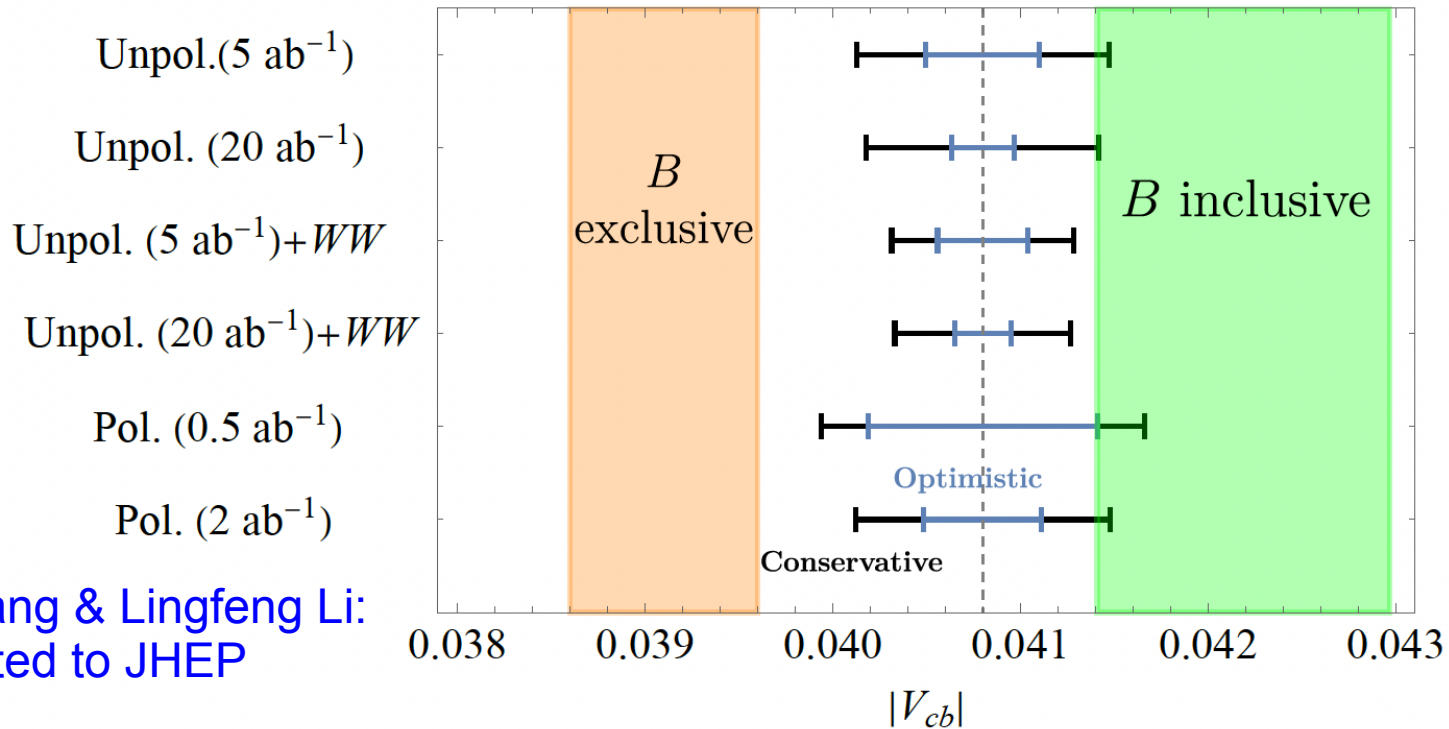 Unpol.(5 ab⁻¹)
Unpol. (20 ab⁻¹)
Unpol. (5 ab⁻¹)+WW
Unpol. (20 ab⁻¹)+WW
Pol. (0.5 ab⁻¹)
Pol. (2 ab⁻¹)
B
exclusive
B inclusive
Optimistic
Conservative
& Lingfeng Li:
to JHEP
0.038 0.039 0.040 0.041 0.042 0.043
|V_cb|